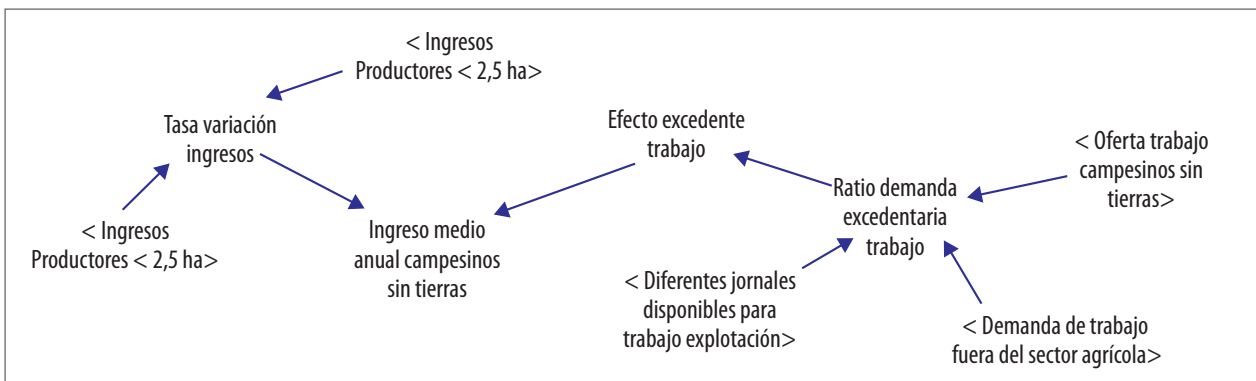 < Ingresos
Productores < 2,5 ha>
Tasa variación
ingresos
< Ingresos
Productores < 2,5 ha>
Ingreso medio
anual campesinos
sin tierras
Efecto excedente
trabajo
Ratio demanda
excedentaria
trabajo
< Oferta trabajo
campesinos sin
tierras>
< Diferentes jornales
disponibles para
trabajo explotación>
< Demanda de trabajo
fuera del sector agrícola>